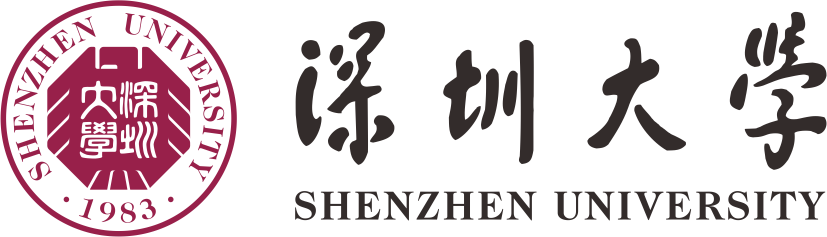 SHENZHEN UNIVERSITY
深圳
大學
·1983·
深圳大学
SHENZHEN UNIVERSITY